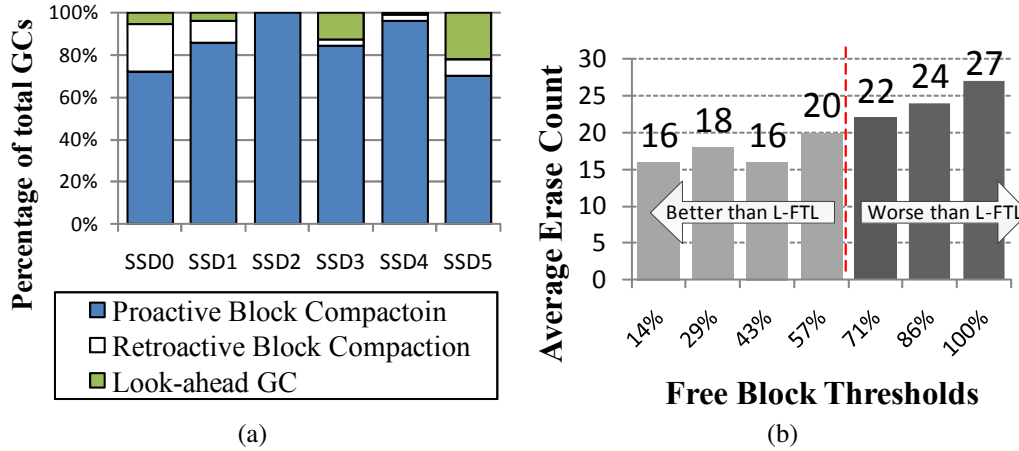 Percentage of total GCs
100%
80%
60%
40%
20%
0%
SSD0 SSD1 SSD2 SSD3 SSD4 SSD5
Proactive Block Compactoin
Retroactive Block Compaction
Look-ahead GC
(a)
Average Erase Count
30
25
20
15
10
5
0
16 18 16 20 22 24 27
Better than L-FTL
Worse than L-FTL
14% 29% 43% 57% 71% 86% 100%
Free Block Thresholds
(b)